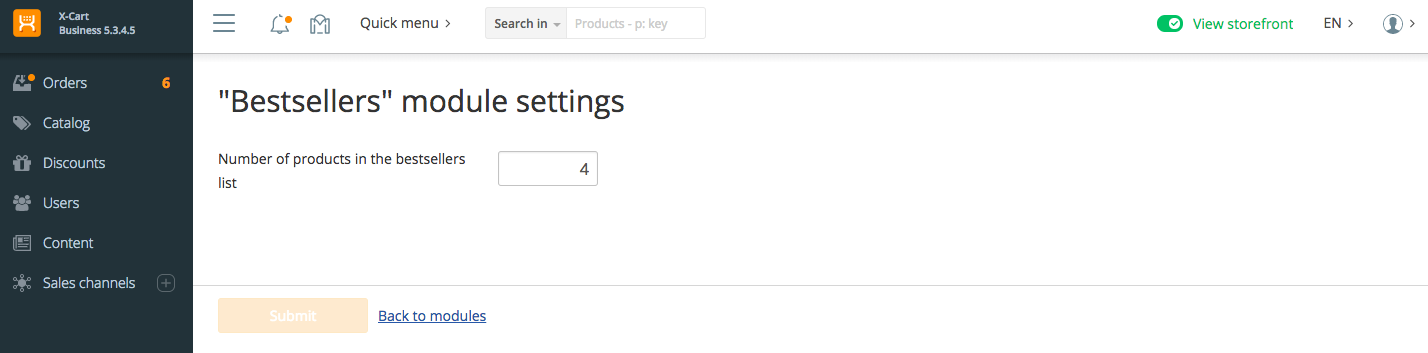 X-Cart
Business 5.3.4.5
Quick menu
Search in
Products - p: key
View storefront
EN
Orders 6
Catalog
Discounts
Users
Content
Sales channels
"Bestsellers" module settings
Number of products in the bestsellers
list
4
Submit
Back to modules